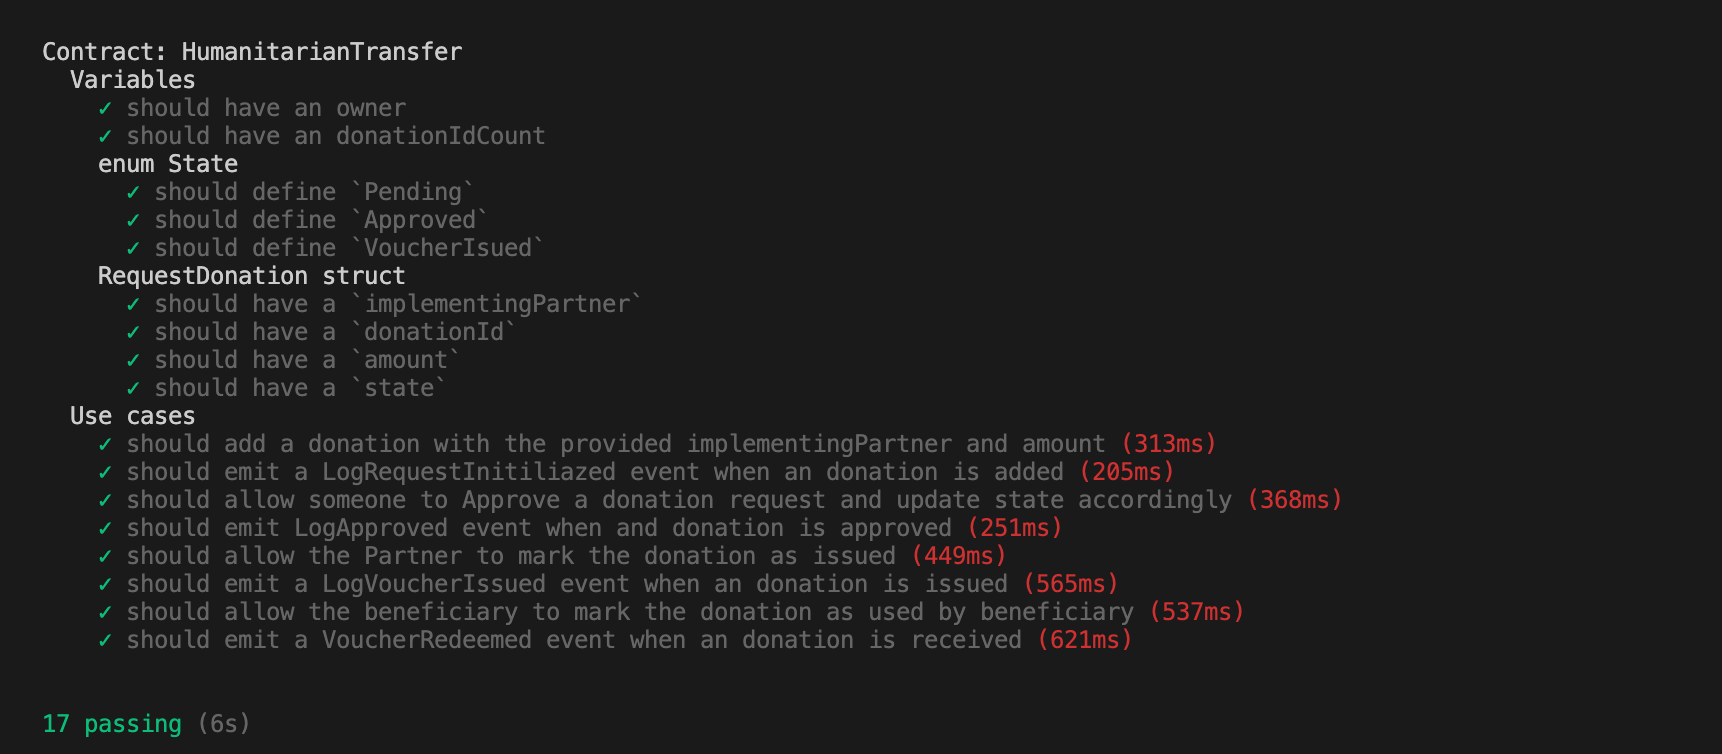 Contract: HumanitarianTransfer
Variables
✓ should have an owner
✓ should have an donationIdCount
enum State
✓ should define `Pending`
✓ should define `Approved`
✓ should define `VoucherIsued`
RequestDonation struct
✓ should have a `implementingPartner`
✓ should have a `donationId`
✓ should have a `amount`
✓ should have a `state`
Use cases
✓ should add a donation with the provided implementingPartner and amount (313ms)
✓ should emit a LogRequestInitiliazed event when an donation is added (205ms)
✓ should allow someone to Approve a donation request and update state accordingly (368ms)
✓ should emit LogApproved event when and donation is approved (251ms)
✓ should allow the Partner to mark the donation as issued (449ms)
✓ should emit a LogVoucherIssued event when an donation is issued (565ms)
✓ should allow the beneficiary to mark the donation as used by beneficiary (537ms)
✓ should emit a VoucherRedeemed event when an donation is received (621ms)
17 passing (6s)